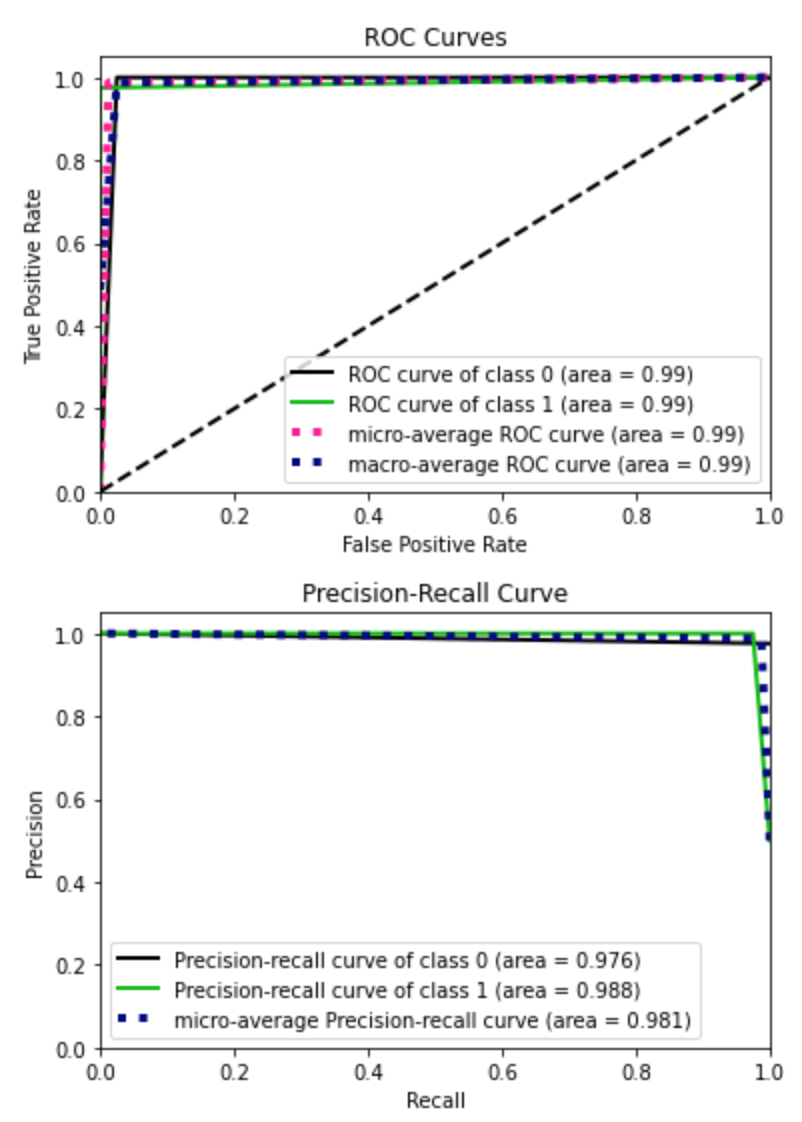 ROC Curves
1.0
0.8
0.6
0.4
0.2
0.0
True Positive Rate
ROC curve of class 0 (area = 0.99)
ROC curve of class 1 (area = 0.99)
micro-average ROC curve (area = 0.99)
macro-average ROC curve (area = 0.99)
0.0 0.2 0.4 0.6 0.8 1.0
False Positive Rate
Precision-Recall Curve
1.0
0.8
0.6
0.4
0.2
0.0
Precision
Precision-recall curve of class 0 (area = 0.976)
Precision-recall curve of class 1 (area = 0.988)
micro-average Precision-recall curve (area = 0.981)
0.0 0.2 0.4 0.6 0.8 1.0
Recall